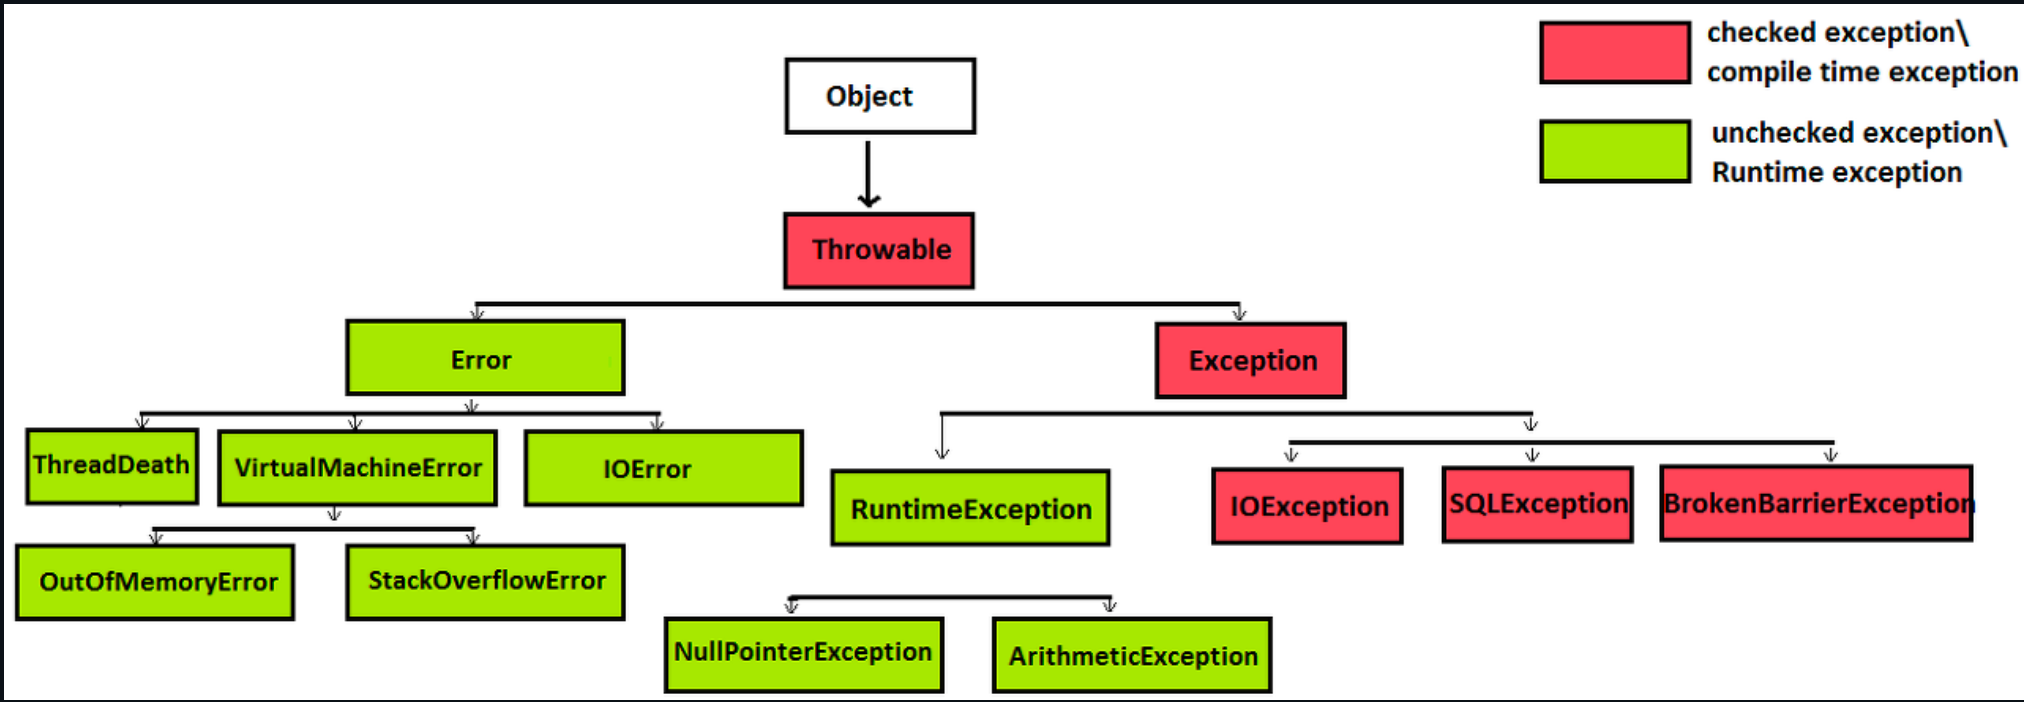 checked exception\
compile time exception
unchecked exception\
Runtime exception
Object
Throwable
Error
Exception
ThreadDeath
VirtualMachineError
IOError
RuntimeException
IOException
SQLException
BrokenBarrierException
OutOfMemoryError
StackOverflowError
NullPointerException
ArithmeticException